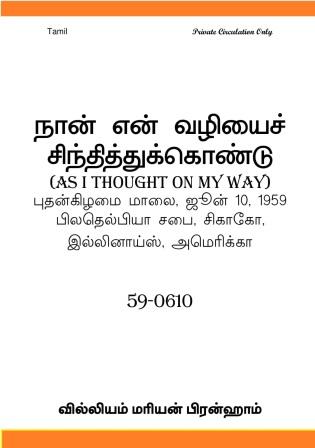 Tamil
Private Circulation Only
நான் என் வழியைச்
சிந்தித்துக்கொண்டு
(AS I THOUGHT ON MY WAY)
புதன்கிழமை மாலை, ஜூன் 10, 1959
பிலதெல்பியா சபை, சிகாகோ,
இல்லினாய்ஸ், அமெரிக்கா
59-0610
வில்லியம் மரியன் பிரன்ஹாம்